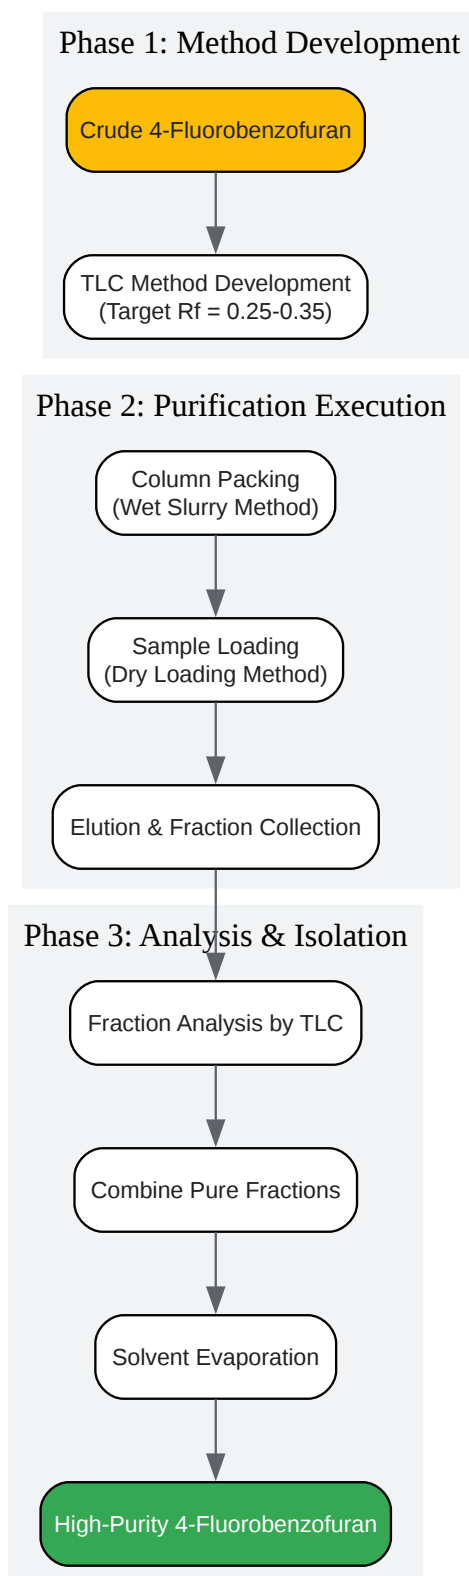 Phase 1: Method Development
Crude 4-Fluorobenzofuran
TLC Method Development
(Target Rf = 0.25-0.35)
Phase 2: Purification Execution
Column Packing
(Wet Slurry Method)
Sample Loading
(Dry Loading Method)
Elution & Fraction Collection
Phase 3: Analysis & Isolation
Fraction Analysis by TLC
Combine Pure Fractions
Solvent Evaporation
High-Purity 4-Fluorobenzofuran